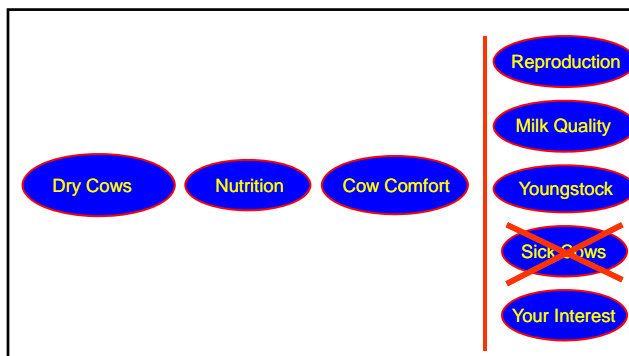 Dry Cows
Nutrition
Cow Comfort
Reproduction
Milk Quality
Youngstock
Sick Cows
Your Interest